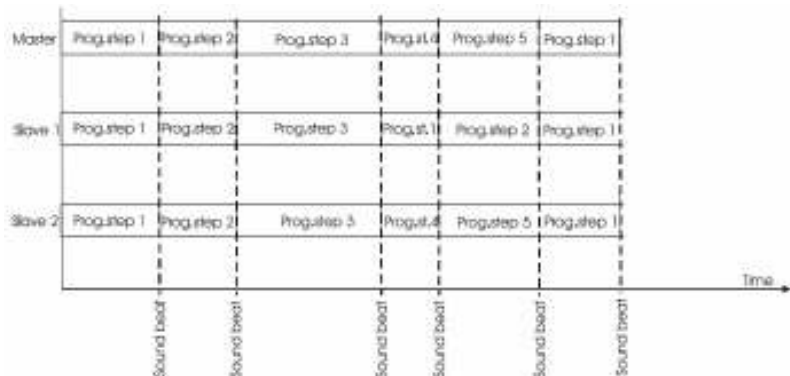 Master Prog.step 1 Prog.step 2 Prog.step 3 Prog.st.4 Prog.step 5 Prog.step 1
Slave 1 Prog.step 1 Prog.step 2 Prog.step 3 Prog.st.1 Prog.step 2 Prog.step 1
Slave 2 Prog.step 1 Prog.step 2 Prog.step 3 Prog.st.4 Prog.step 5 Prog.step 1
Time
Sound beat
Sound beat
Sound beat
Sound beat
Sound beat
Sound beat